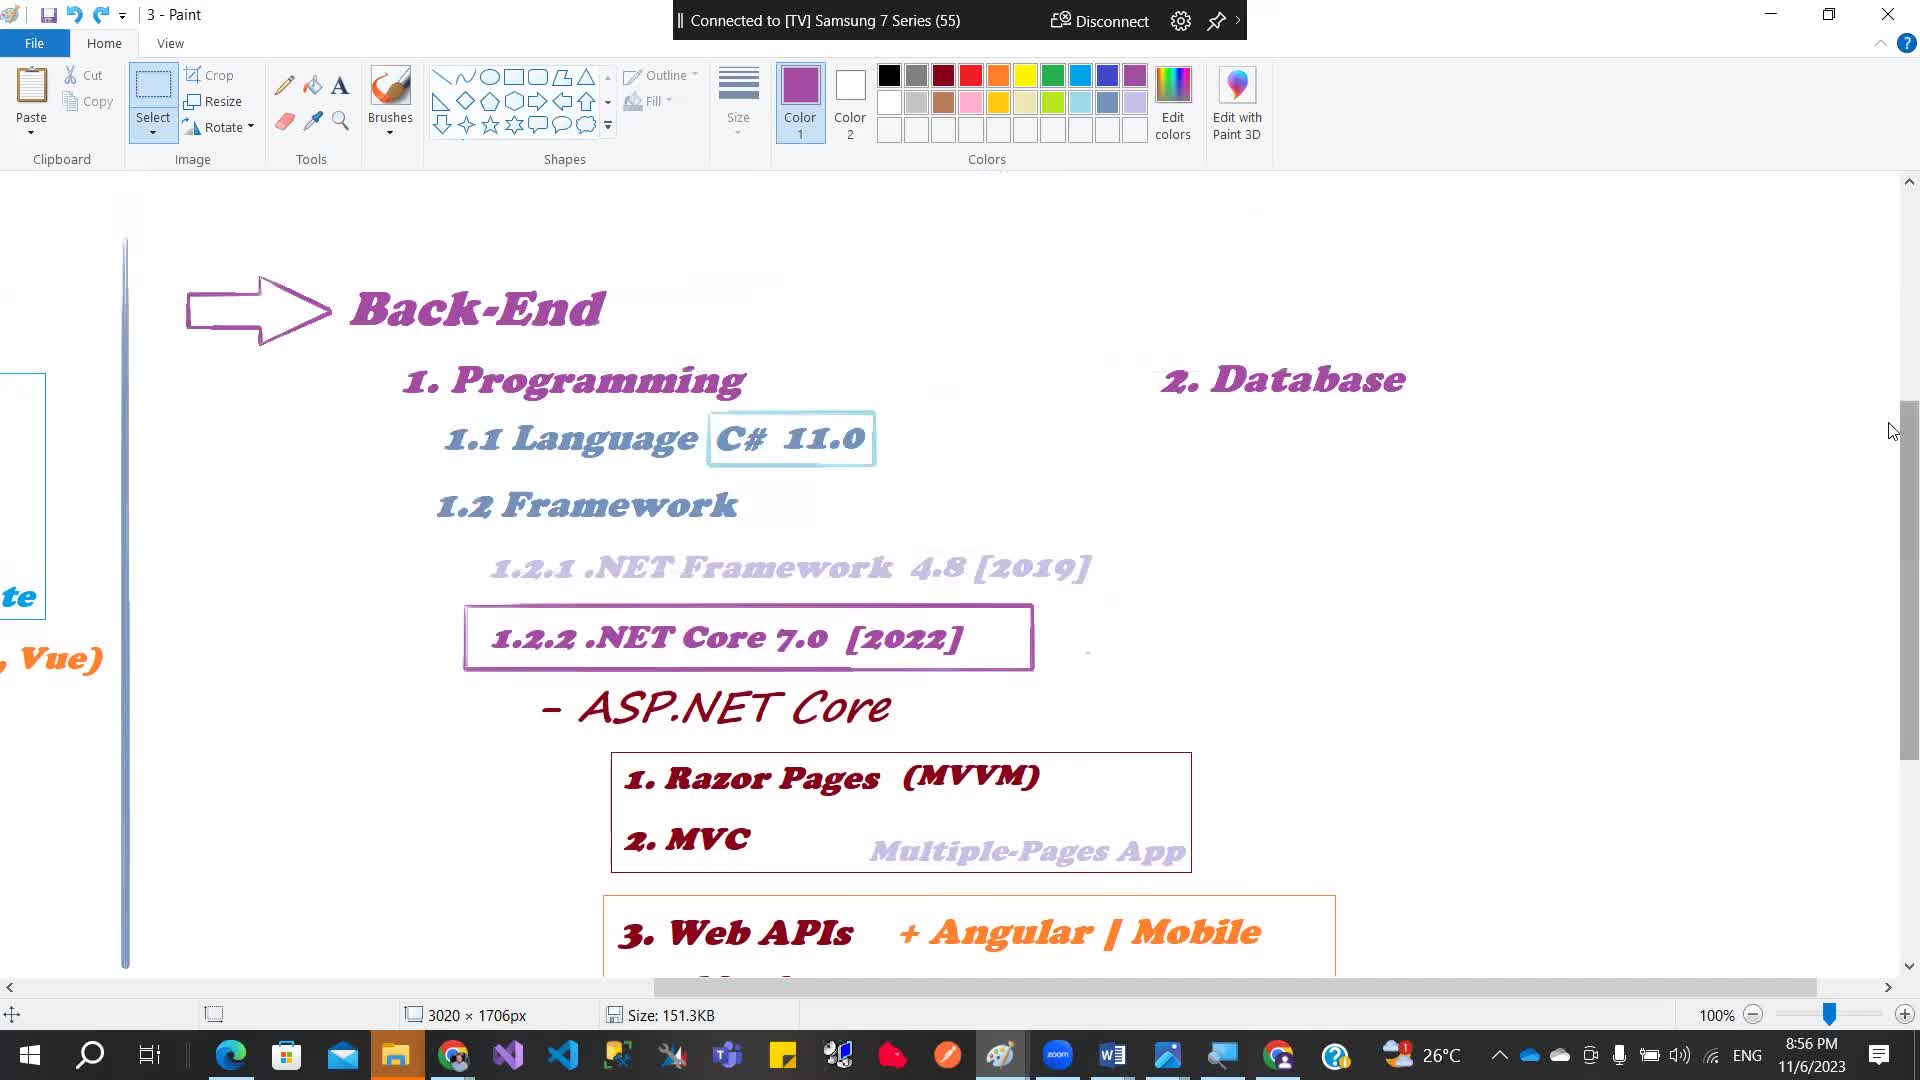 3 - Paint
Connected to [TV] Samsung 7 Series (55)
Disconnect
File
Home
View
Paste
Cut
Copy
Clipboard
Select
Crop
Resize
Rotate
Image
Tools
Brushes
Outline
Fill
Shapes
Size
Color 1
Color 2
Edit colors
Edit with Paint 3D
Colors
Back-End
1. Programming
2. Database
1.1 Language C# 11.0
1.2 Framework
1.2.1 .NET Framework 4.8 [2019]
te
1.2.2 .NET Core 7.0 [2022]
, Vue)
- ASP.NET Core
1. Razor Pages (MVVM)
2. MVC
Multiple-Pages App
3. Web APIs + Angular | Mobile
3020 × 1706px
Size: 151.3KB
100%
zoom
26°C
ENG
8:56 PM
11/6/2023